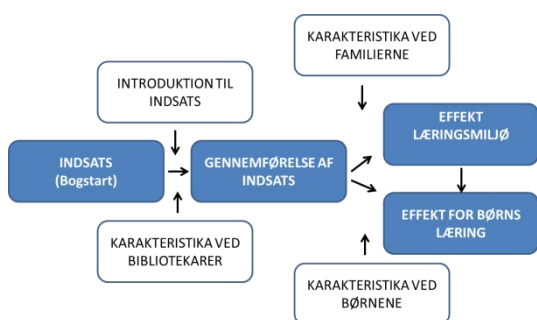 KARAKTERISTIKA VED
FAMILIERNE
INTRODUKTION TIL
INDSATS
EFFEKT
LÆRINGSMILJØ
INDSATS
(Bogstart)
GENNEMFØRELSE AF
INDSATS
EFFEKT FOR BØRNS
LÆRING
KARAKTERISTIKA VED
BIBLIOTEKARER
KARAKTERISTIKA VED
BØRNENE